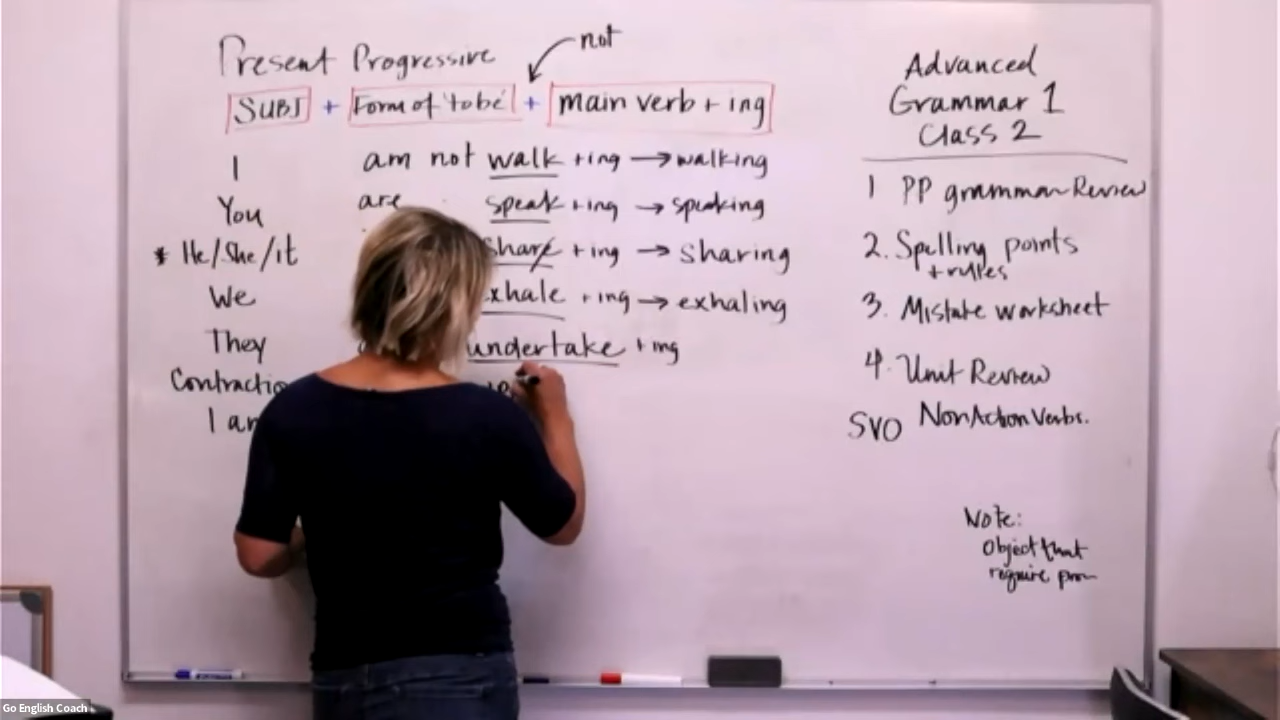 Present Progressive
not
SUBJ + Form of 'to be' + main verb + ing
I am not walk +ing → walking
You are speak +ing → speaking
* He/She/it share +ing → sharing
We exhale +ing → exhaling
They undertake +ing
I am
Advanced
Grammar 1
Class 2
1 PP grammar Review
2. Spelling points
+ rules
3. Mistake worksheet
4. Unit Review
SVO NonAction Verbs.
Note:
Object that
require
Go English Coach